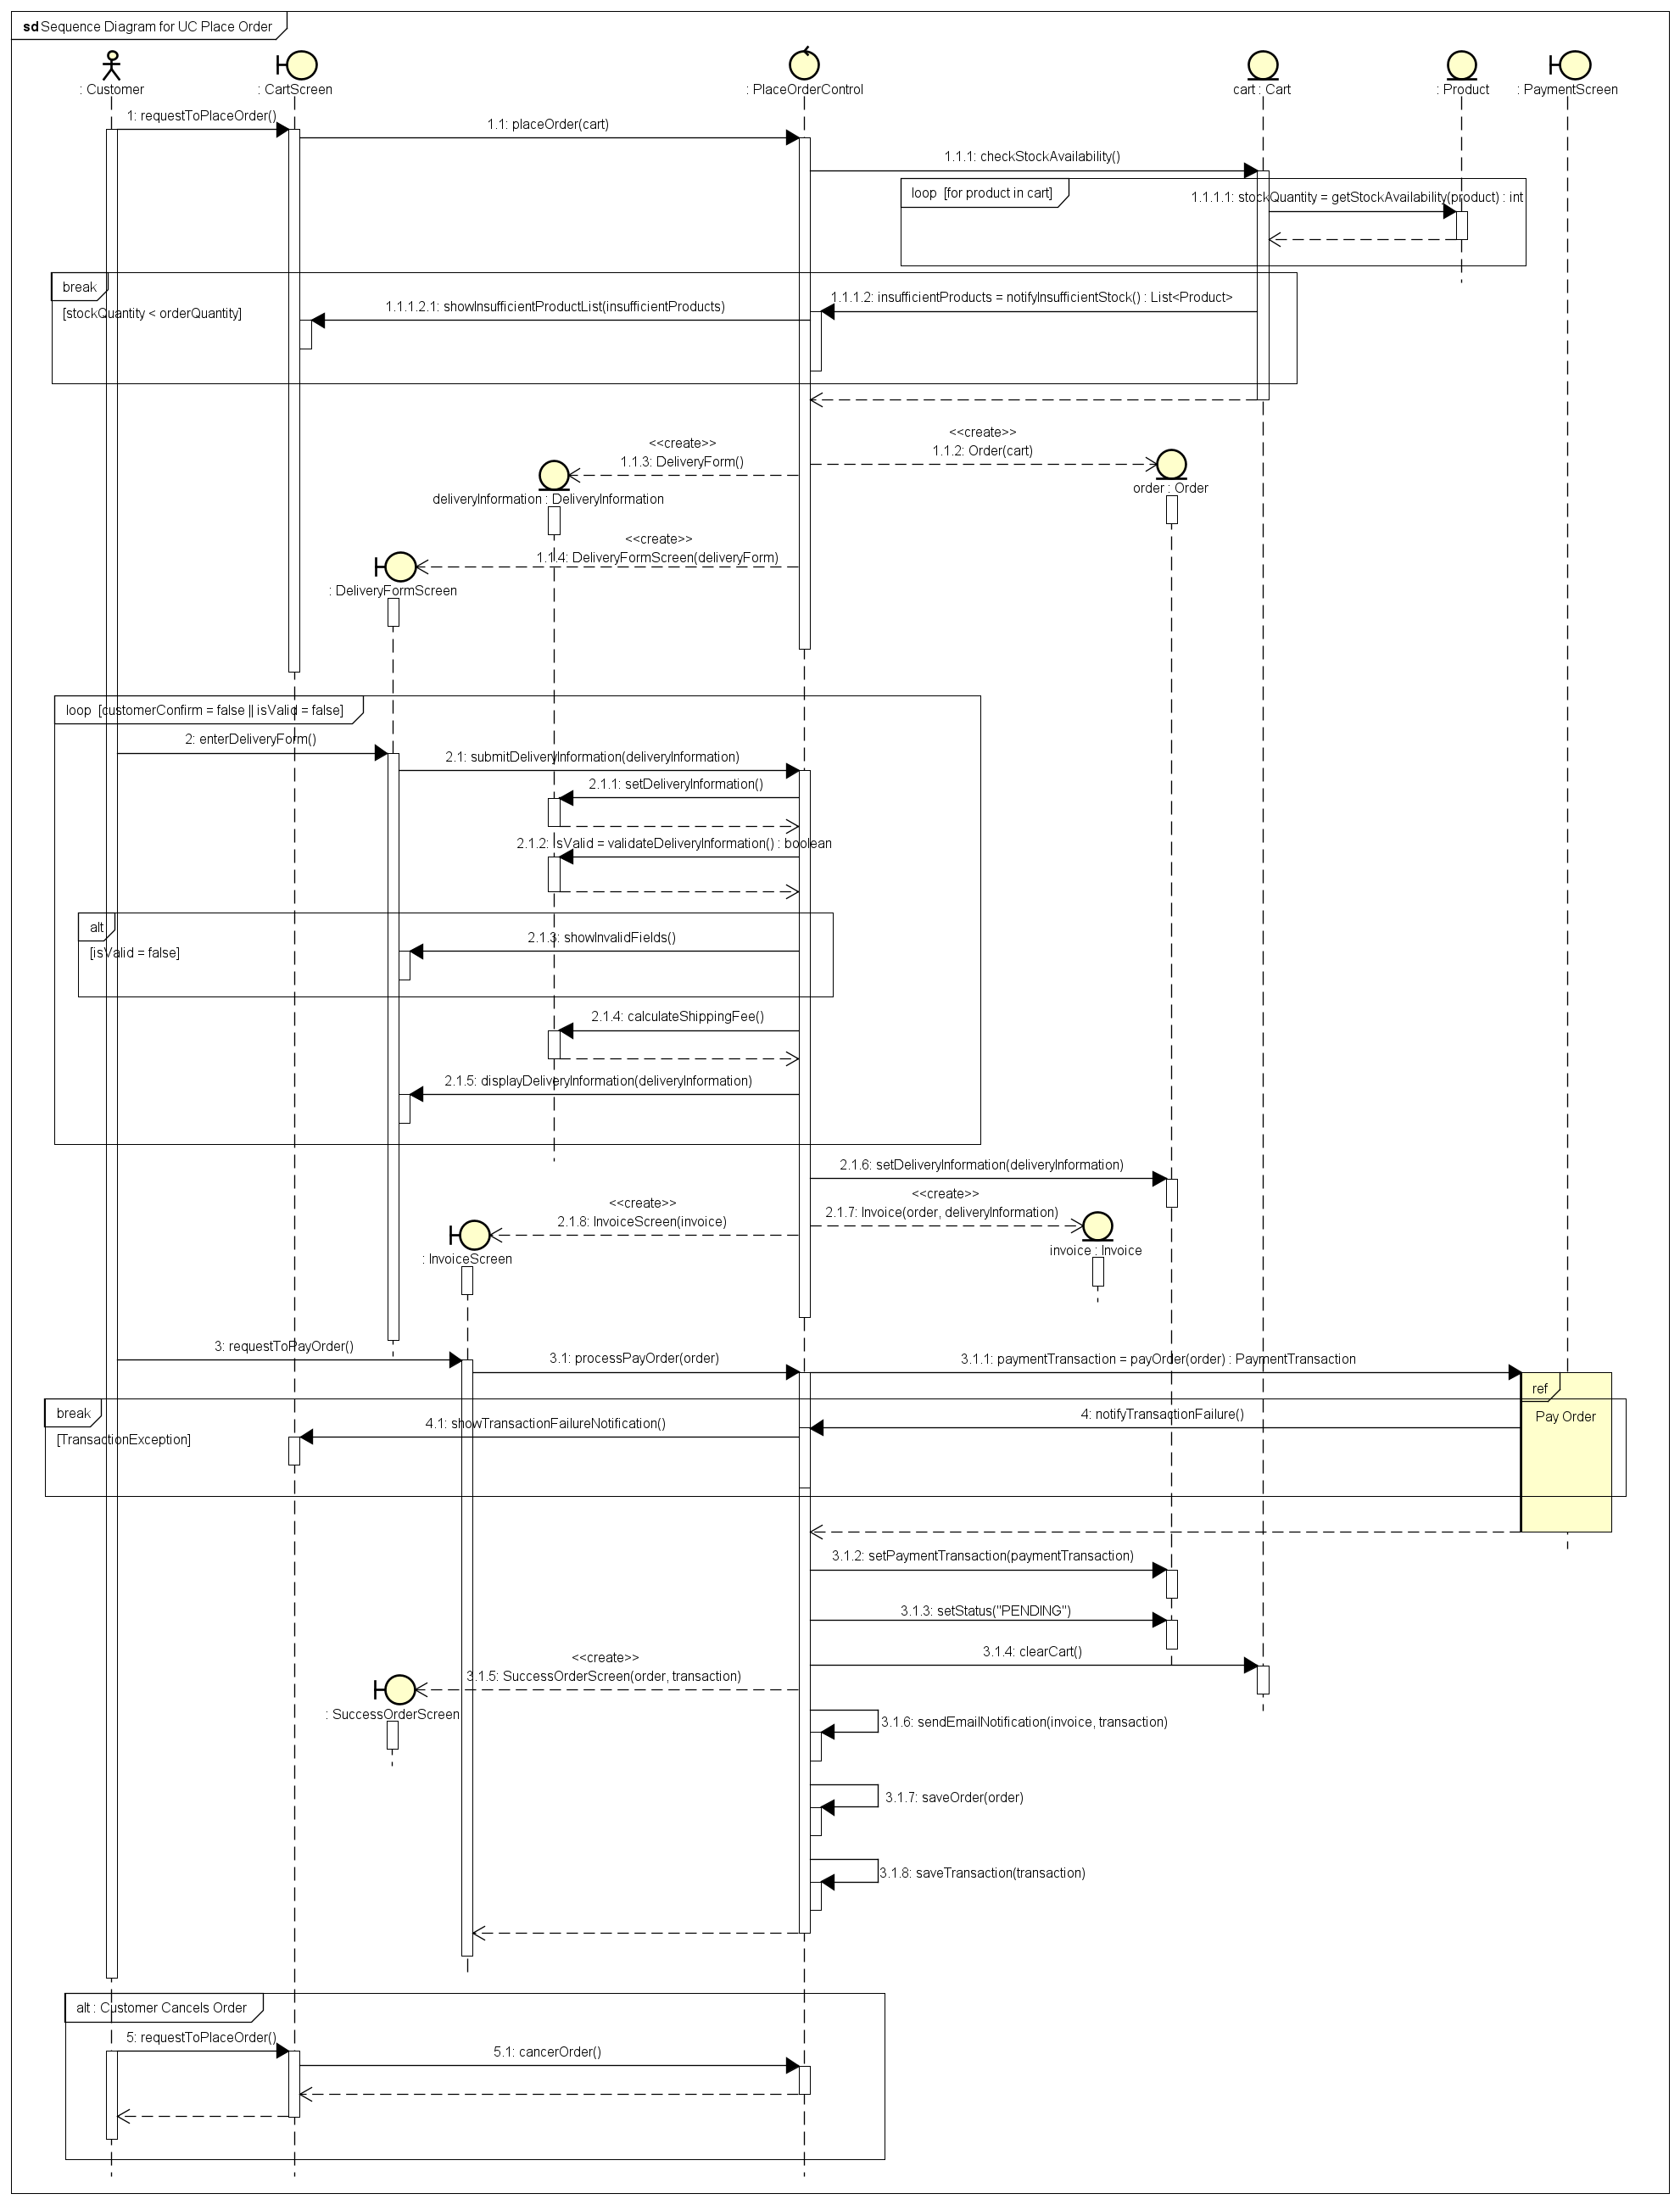 sd Sequence Diagram for UC Place Order
: Customer
: CartScreen
: PlaceOrderControl
cart : Cart
: Product
: PaymentScreen
1: requestToPlaceOrder()
1.1: placeOrder(cart)
1.1.1: checkStockAvailability()
loop [for product in cart]
1.1.1.1: stockQuantity = getStockAvailability(product) : int
break
[stockQuantity < orderQuantity]
1.1.1.2: insufficientProducts = notifyInsufficientStock() : List<Product>
1.1.1.2.1: showInsufficientProductList(insufficientProducts)
<<create>>
1.1.2: Order(cart)
order : Order
<<create>>
1.1.3: DeliveryForm()
deliveryInformation : DeliveryInformation
<<create>>
1.1.4: DeliveryFormScreen(deliveryForm)
: DeliveryFormScreen
loop [customerConfirm = false || isValid = false]
2: enterDeliveryForm()
2.1: submitDeliveryInformation(deliveryInformation)
2.1.1: setDeliveryInformation()
2.1.2: isValid = validateDeliveryInformation() : boolean
alt
[isValid = false]
2.1.3: showInvalidFields()
2.1.4: calculateShippingFee()
2.1.5: displayDeliveryInformation(deliveryInformation)
2.1.6: setDeliveryInformation(deliveryInformation)
<<create>>
2.1.7: Invoice(order, deliveryInformation)
invoice : Invoice
<<create>>
2.1.8: InvoiceScreen(invoice)
: InvoiceScreen
3: requestToPayOrder()
3.1: processPayOrder(order)
3.1.1: paymentTransaction = payOrder(order) : PaymentTransaction
ref
Pay Order
break
[TransactionException]
4: notifyTransactionFailure()
4.1: showTransactionFailureNotification()
3.1.2: setPaymentTransaction(paymentTransaction)
3.1.3: setStatus("PENDING")
3.1.4: clearCart()
<<create>>
3.1.5: SuccessOrderScreen(order, transaction)
: SuccessOrderScreen
3.1.6: sendEmailNotification(invoice, transaction)
3.1.7: saveOrder(order)
3.1.8: saveTransaction(transaction)
alt : Customer Cancels Order
5: requestToPlaceOrder()
5.1: cancerOrder()